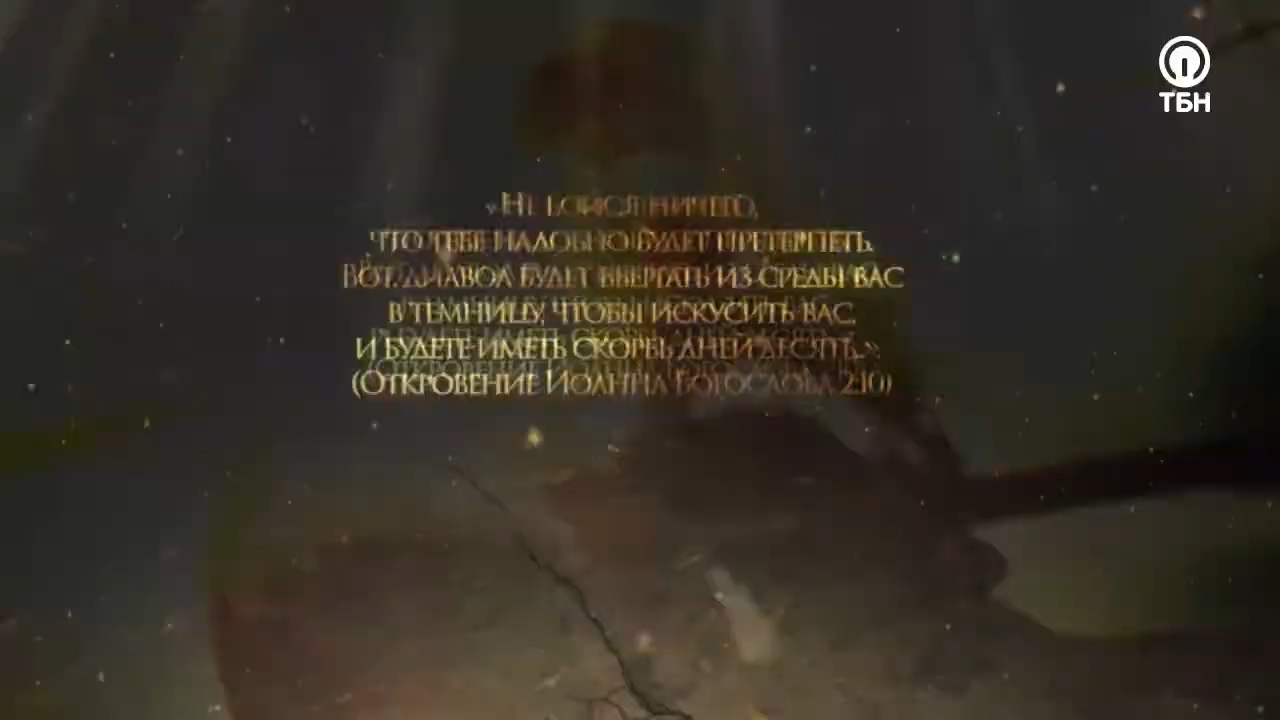 ТБН
«Не бойся ничего,
что тебе надобно будет претерпеть.
Вот, диавол будет ввергать из среды вас
в темницу, чтобы искусить вас,
и будете иметь скорбь дней десять..».
(Откровение Иоанна Богослова 2:10)